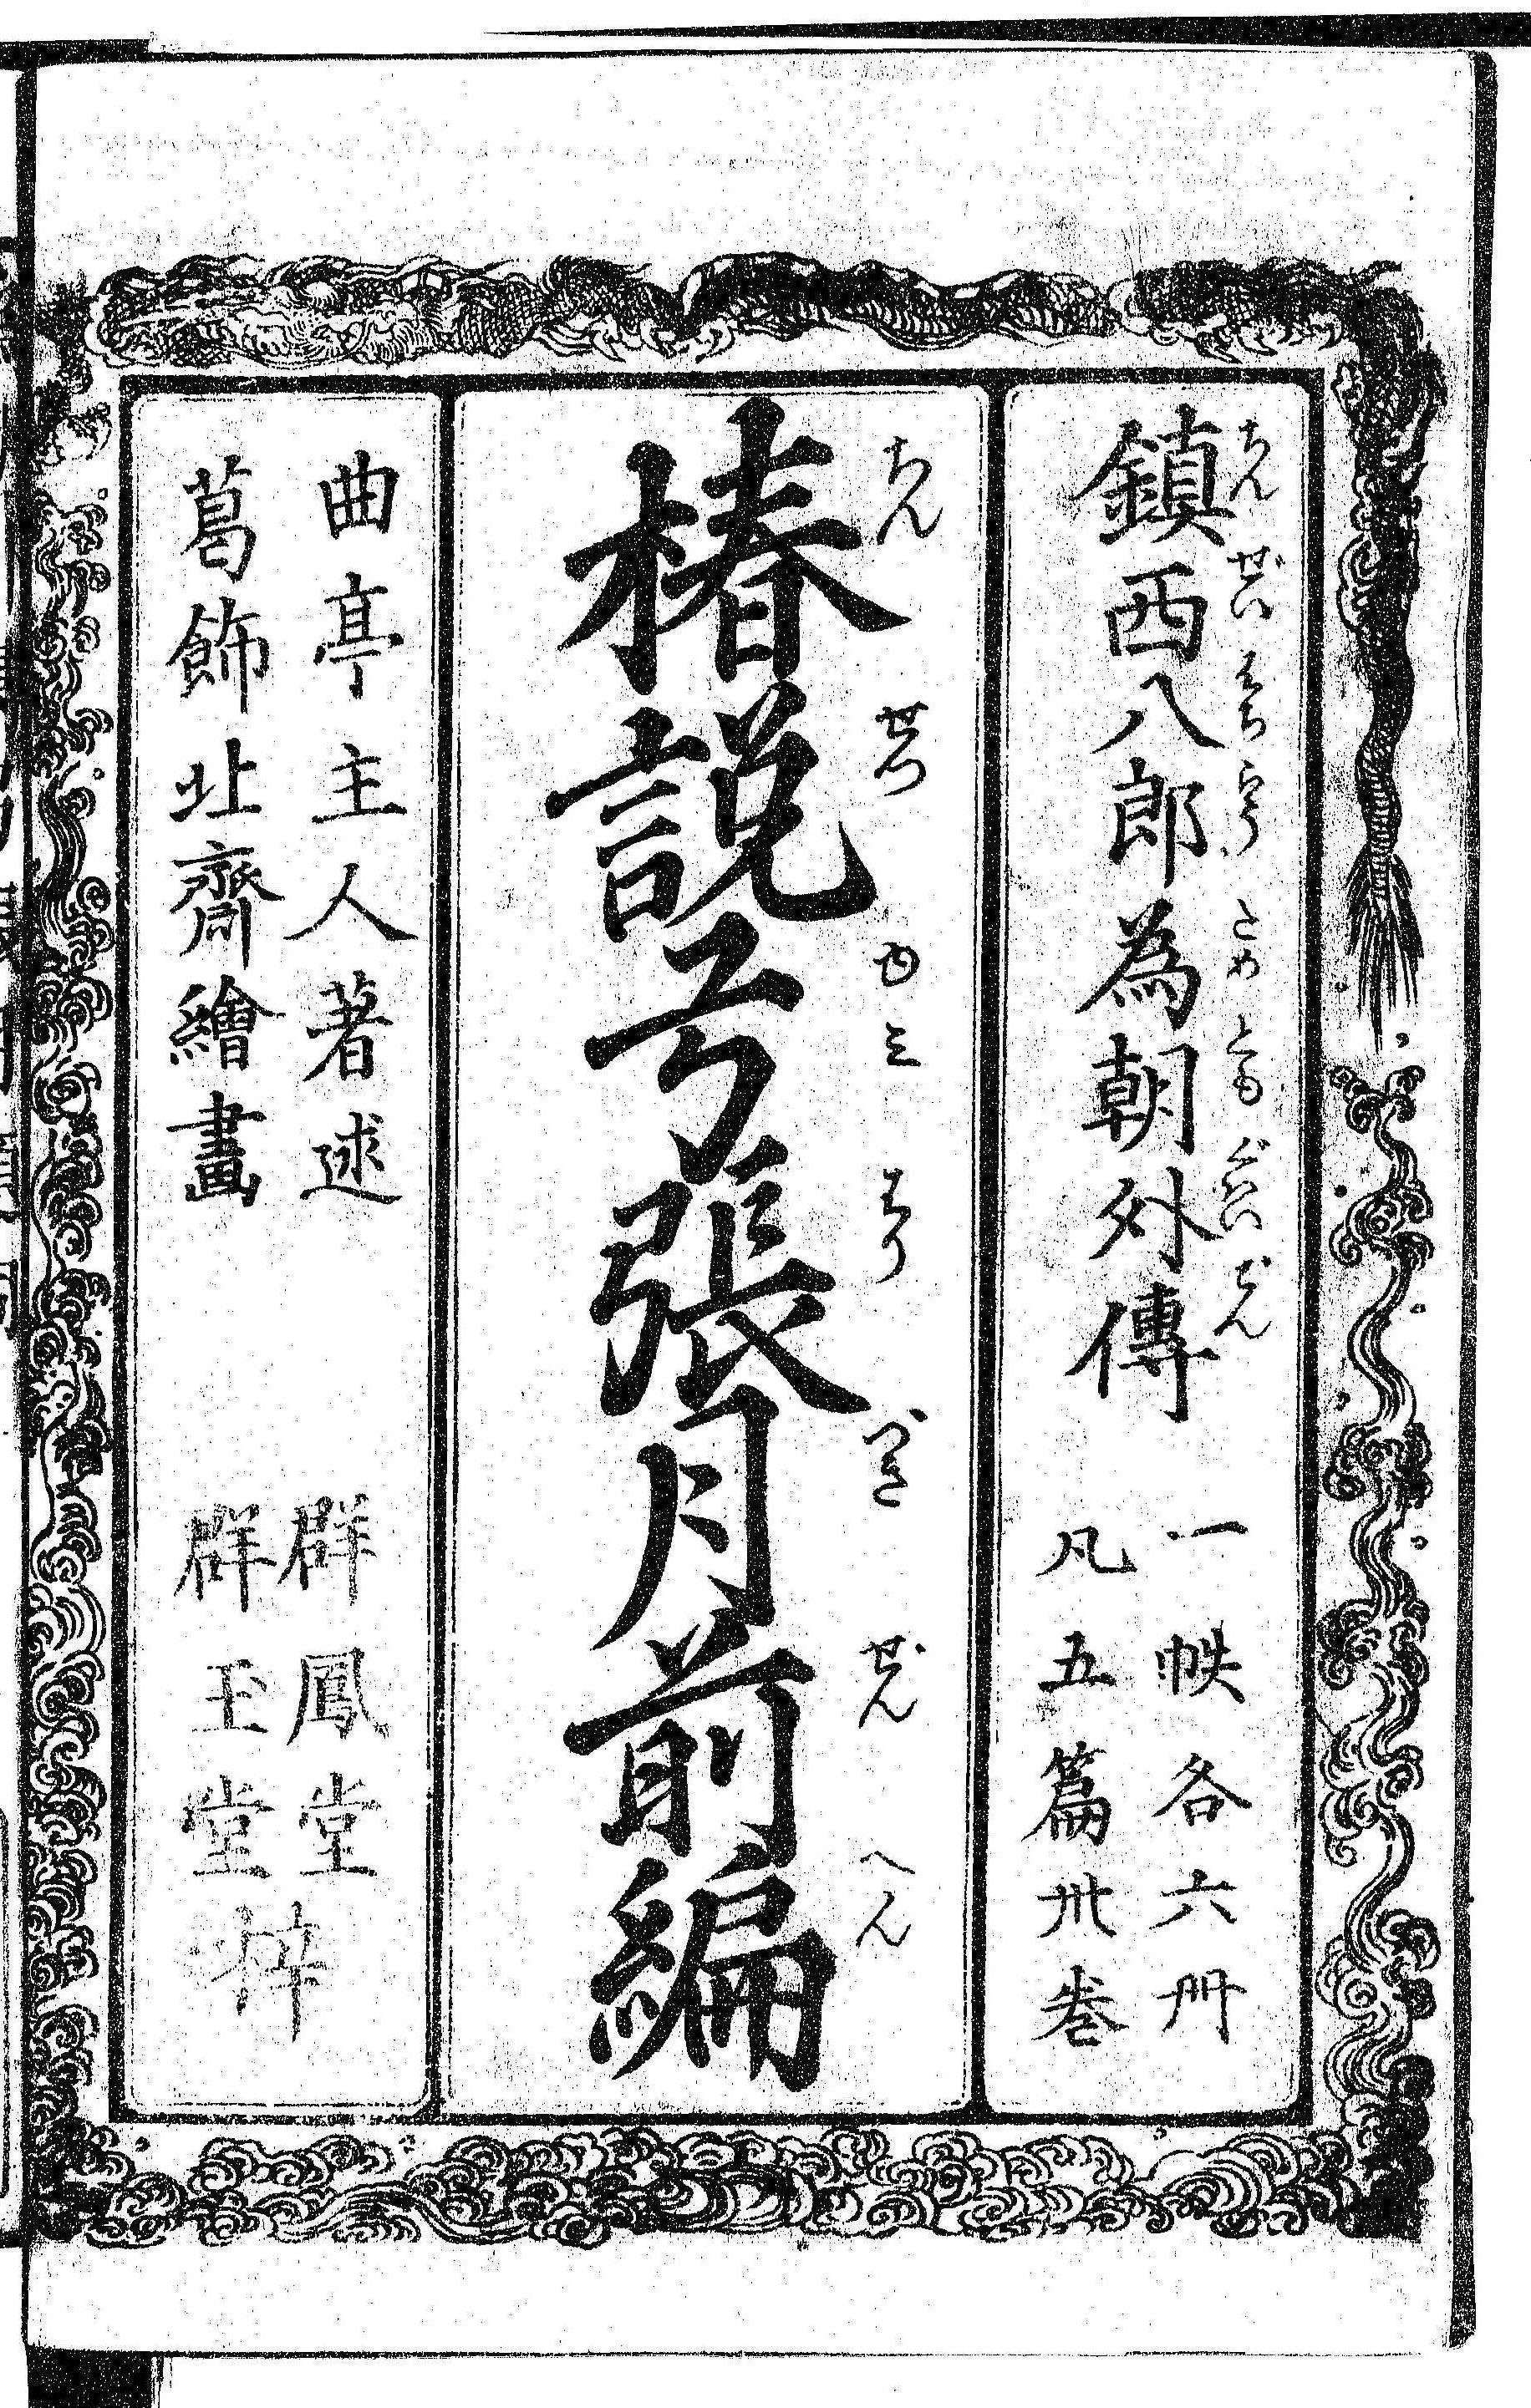 鎮西八郎為朝外傳
ちんぜいはちらうためともぐわいでん
一帙各六冊
凡五篇卅巻
椿説弓張月前編
ちんせつゆみはりづきぜんへん
曲亭主人著述
葛飾北齋繪畫
群鳳堂
群玉堂
梓